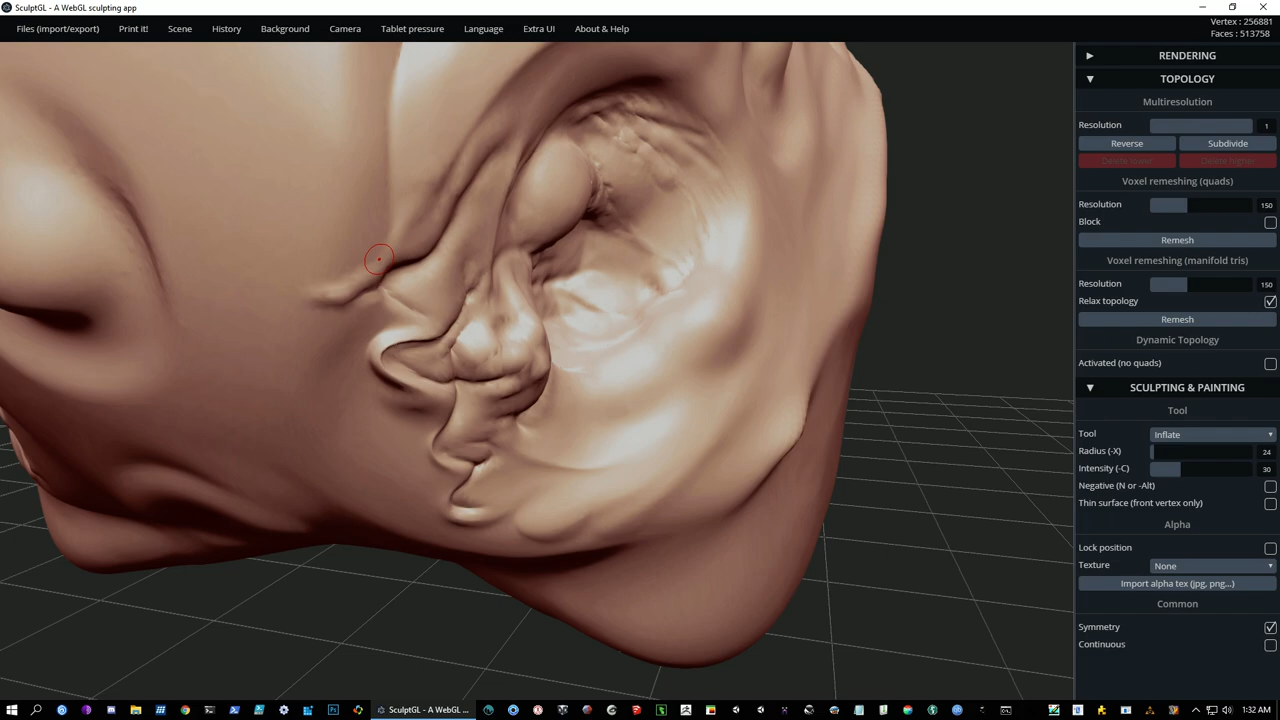 SculptGL - A WebGL sculpting app
Files (import/export) Print it! Scene History Background Camera Tablet pressure Language Extra UI About & Help
Vertex : 256881
Faces : 513758
RENDERING
TOPOLOGY
Multiresolution
Resolution 1
Reverse Subdivide
Delete lower Delete higher
Voxel remeshing (quads)
Resolution 150
Block
Remesh
Voxel remeshing (manifold tris)
Resolution 150
Relax topology
Remesh
Dynamic Topology
Activated (no quads)
SCULPTING & PAINTING
Tool
Tool Inflate
Radius (-X) 24
Intensity (-C) 30
Negative (N or -Alt)
Thin surface (front vertex only)
Alpha
Lock position
Texture None
Import alpha tex (jpg, png...)
Common
Symmetry
Continuous
SculptGL - A WebGL ...
1:32 AM